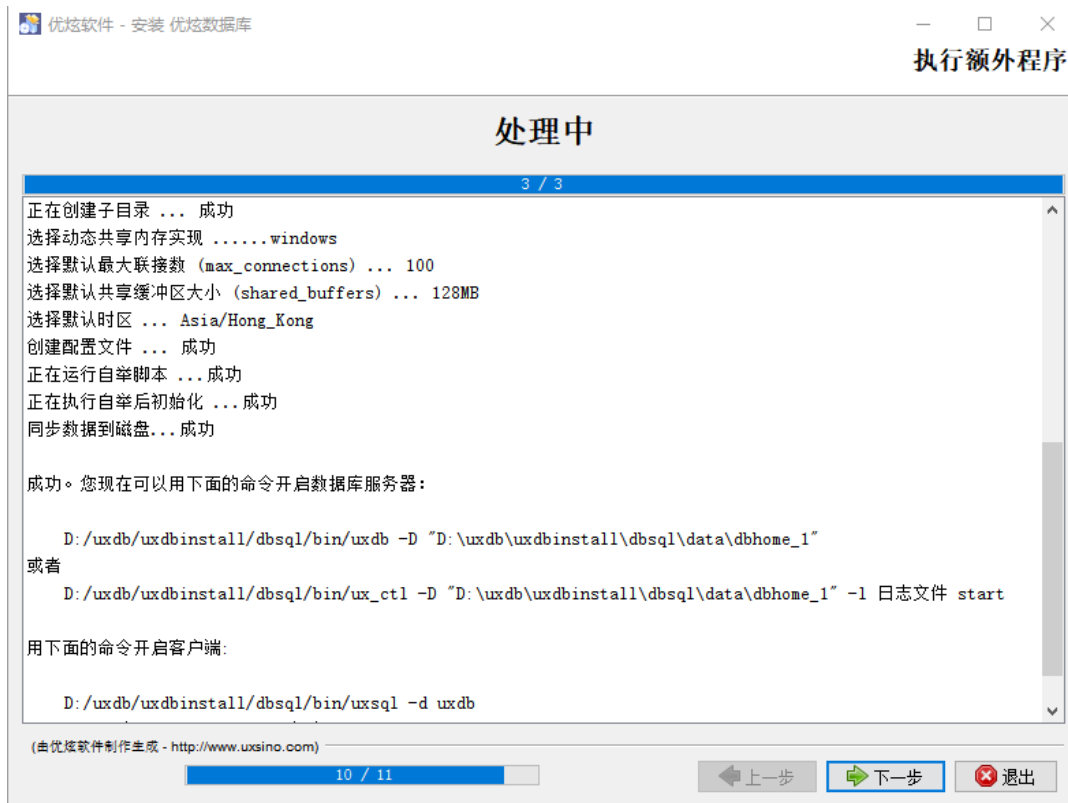 优炫软件 - 安装 优炫数据库
执行额外程序
处理中
3 / 3
正在创建子目录 ... 成功
选择动态共享内存实现 ......windows
选择默认最大联接数 (max_connections) ... 100
选择默认共享缓冲区大小 (shared_buffers) ... 128MB
选择默认时区 ... Asia/Hong_Kong
创建配置文件 ... 成功
正在运行自举脚本 ...成功
正在执行自举后初始化 ...成功
同步数据到磁盘...成功
成功。您现在可以用下面的命令开启数据库服务器：
D:/uxdb/uxdbinstall/dbsql/bin/uxdb -D "D:\uxdb\uxdbinstall\dbsql\data\dbhome_1"
或者
D:/uxdb/uxdbinstall/dbsql/bin/ux_ctl -D "D:\uxdb\uxdbinstall\dbsql\data\dbhome_1" -l 日志文件 start
用下面的命令开启客户端:
D:/uxdb/uxdbinstall/dbsql/bin/uxsql -d uxdb
(由优炫软件制作生成 - http://www.uxsino.com)
10 / 11
上一步
下一步
退出